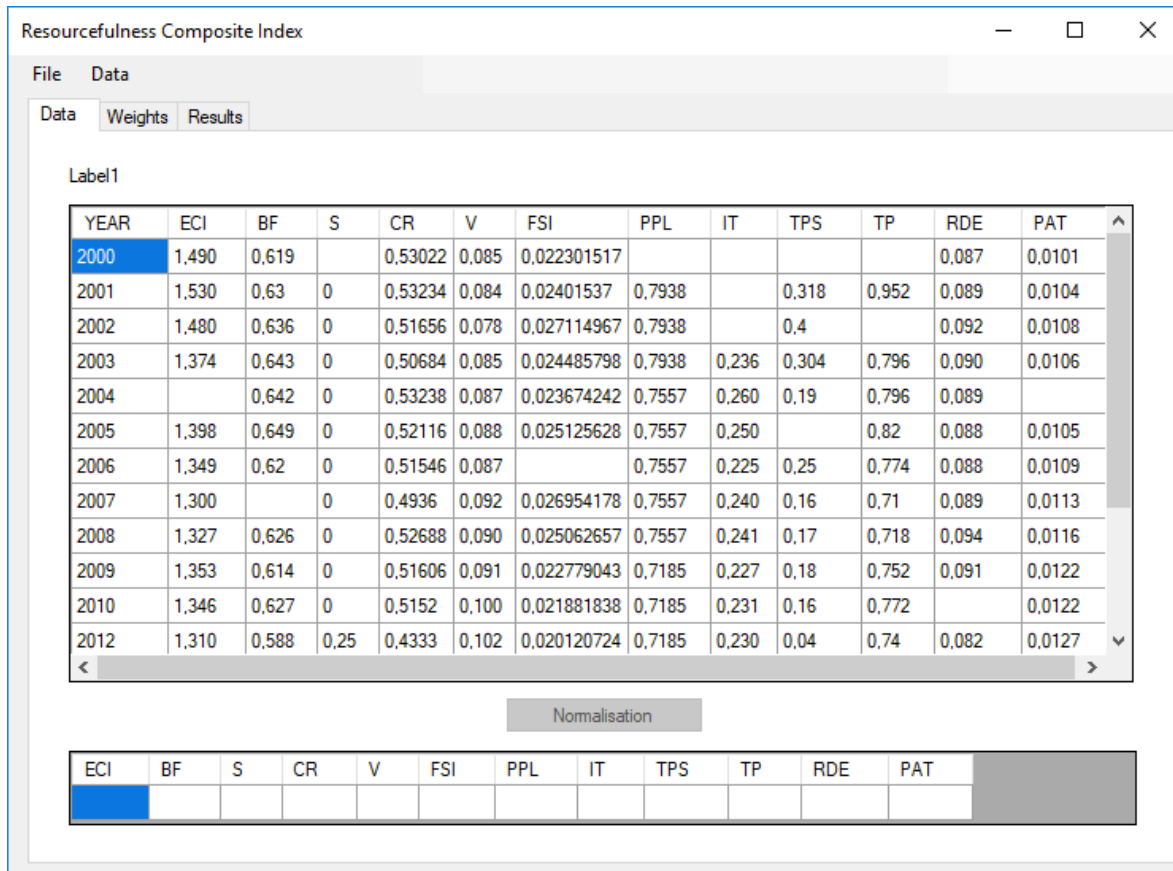 Resourcefulness Composite Index
File Data
Data Weights Results
Label1
YEAR ECI BF S CR V FSI PPL IT TPS TP RDE PAT
2000 1,490 0,619 0,53022 0,085 0,022301517 0,087 0,0101
2001 1,530 0,63 0 0,53234 0,084 0,02401537 0,7938 0,318 0,952 0,089 0,0104
2002 1,480 0,636 0 0,51656 0,078 0,027114967 0,7938 0,4 0,092 0,0108
2003 1,374 0,643 0 0,50684 0,085 0,024485798 0,7938 0,236 0,304 0,796 0,090 0,0106
2004 0,642 0 0,53238 0,087 0,023674242 0,7557 0,260 0,19 0,796 0,089
2005 1,398 0,649 0 0,52116 0,088 0,025125628 0,7557 0,250 0,82 0,088 0,0105
2006 1,349 0,62 0 0,51546 0,087 0,7557 0,225 0,25 0,774 0,088 0,0109
2007 1,300 0 0,4936 0,092 0,026954178 0,7557 0,240 0,16 0,71 0,089 0,0113
2008 1,327 0,626 0 0,52688 0,090 0,025062657 0,7557 0,241 0,17 0,718 0,094 0,0116
2009 1,353 0,614 0 0,51606 0,091 0,022779043 0,7185 0,227 0,18 0,752 0,091 0,0122
2010 1,346 0,627 0 0,5152 0,100 0,021881838 0,7185 0,231 0,16 0,772 0,0122
2012 1,310 0,588 0,25 0,4333 0,102 0,020120724 0,7185 0,230 0,04 0,74 0,082 0,0127
Normalisation
ECI BF S CR V FSI PPL IT TPS TP RDE PAT